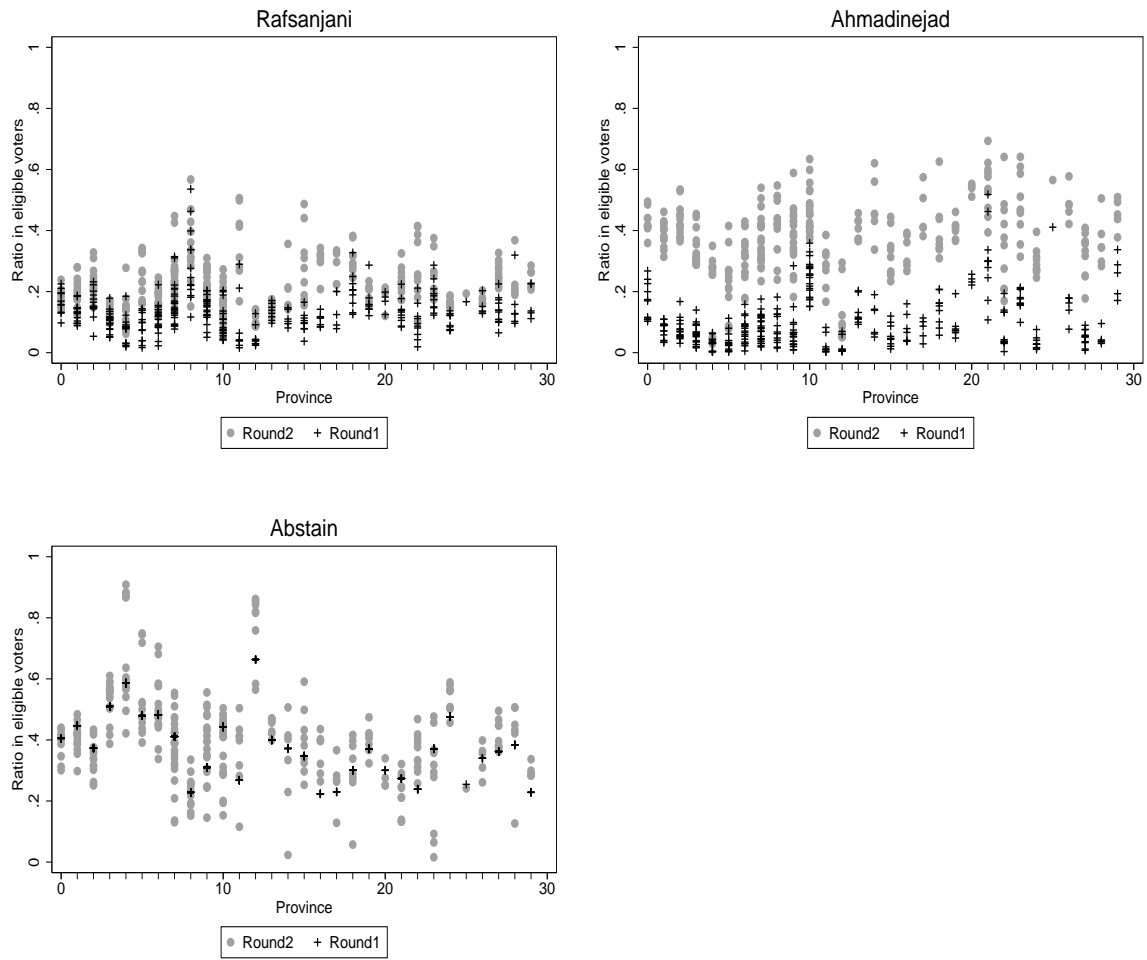 Rafsanjani
Ratio in eligible voters
0 .2 .4 .6 .8 1
0 10 20 30
Province
Round2 Round1
Ahmadinejad
Ratio in eligible voters
0 .2 .4 .6 .8 1
0 10 20 30
Province
Round2 Round1
Abstain
Ratio in eligible voters
0 .2 .4 .6 .8 1
0 10 20 30
Province
Round2 Round1